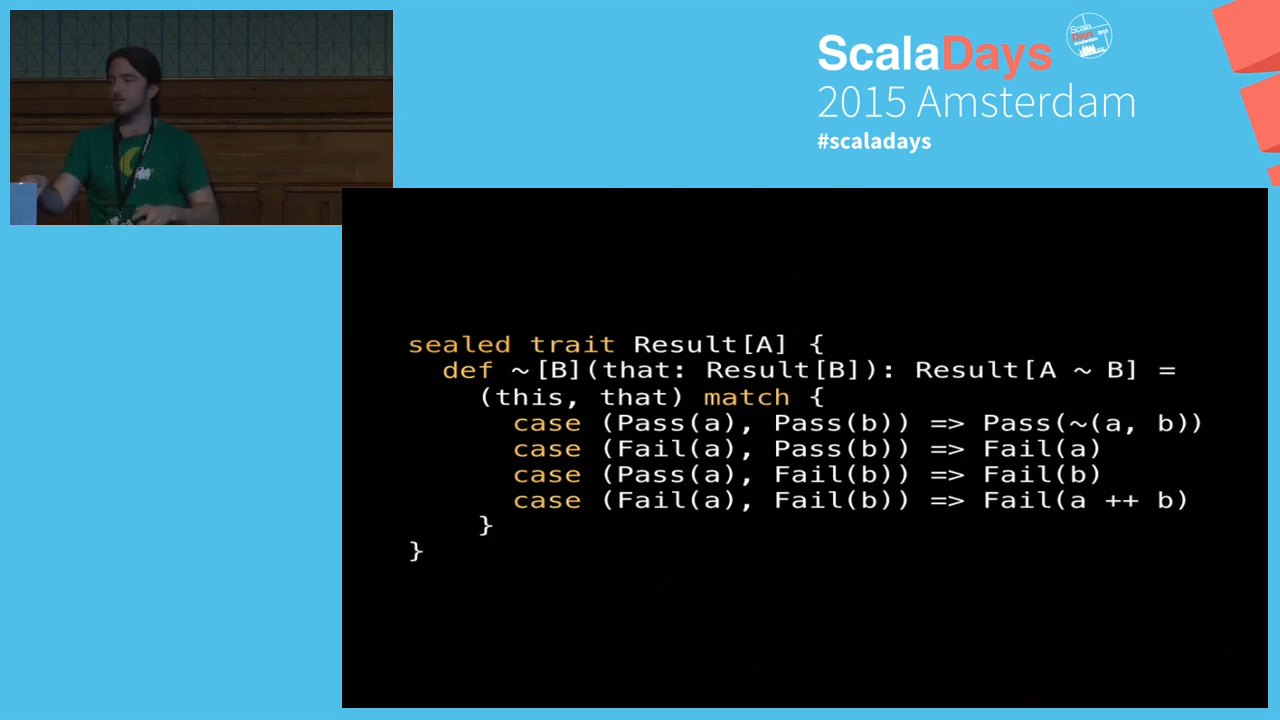 ScalaDays
2015 Amsterdam
#scaladays
sealed trait Result[A] {
  def ~[B](that: Result[B]): Result[A ~ B] =
    (this, that) match {
      case (Pass(a), Pass(b)) => Pass(~(a, b))
      case (Fail(a), Pass(b)) => Fail(a)
      case (Pass(a), Fail(b)) => Fail(b)
      case (Fail(a), Fail(b)) => Fail(a ++ b)
    }
}